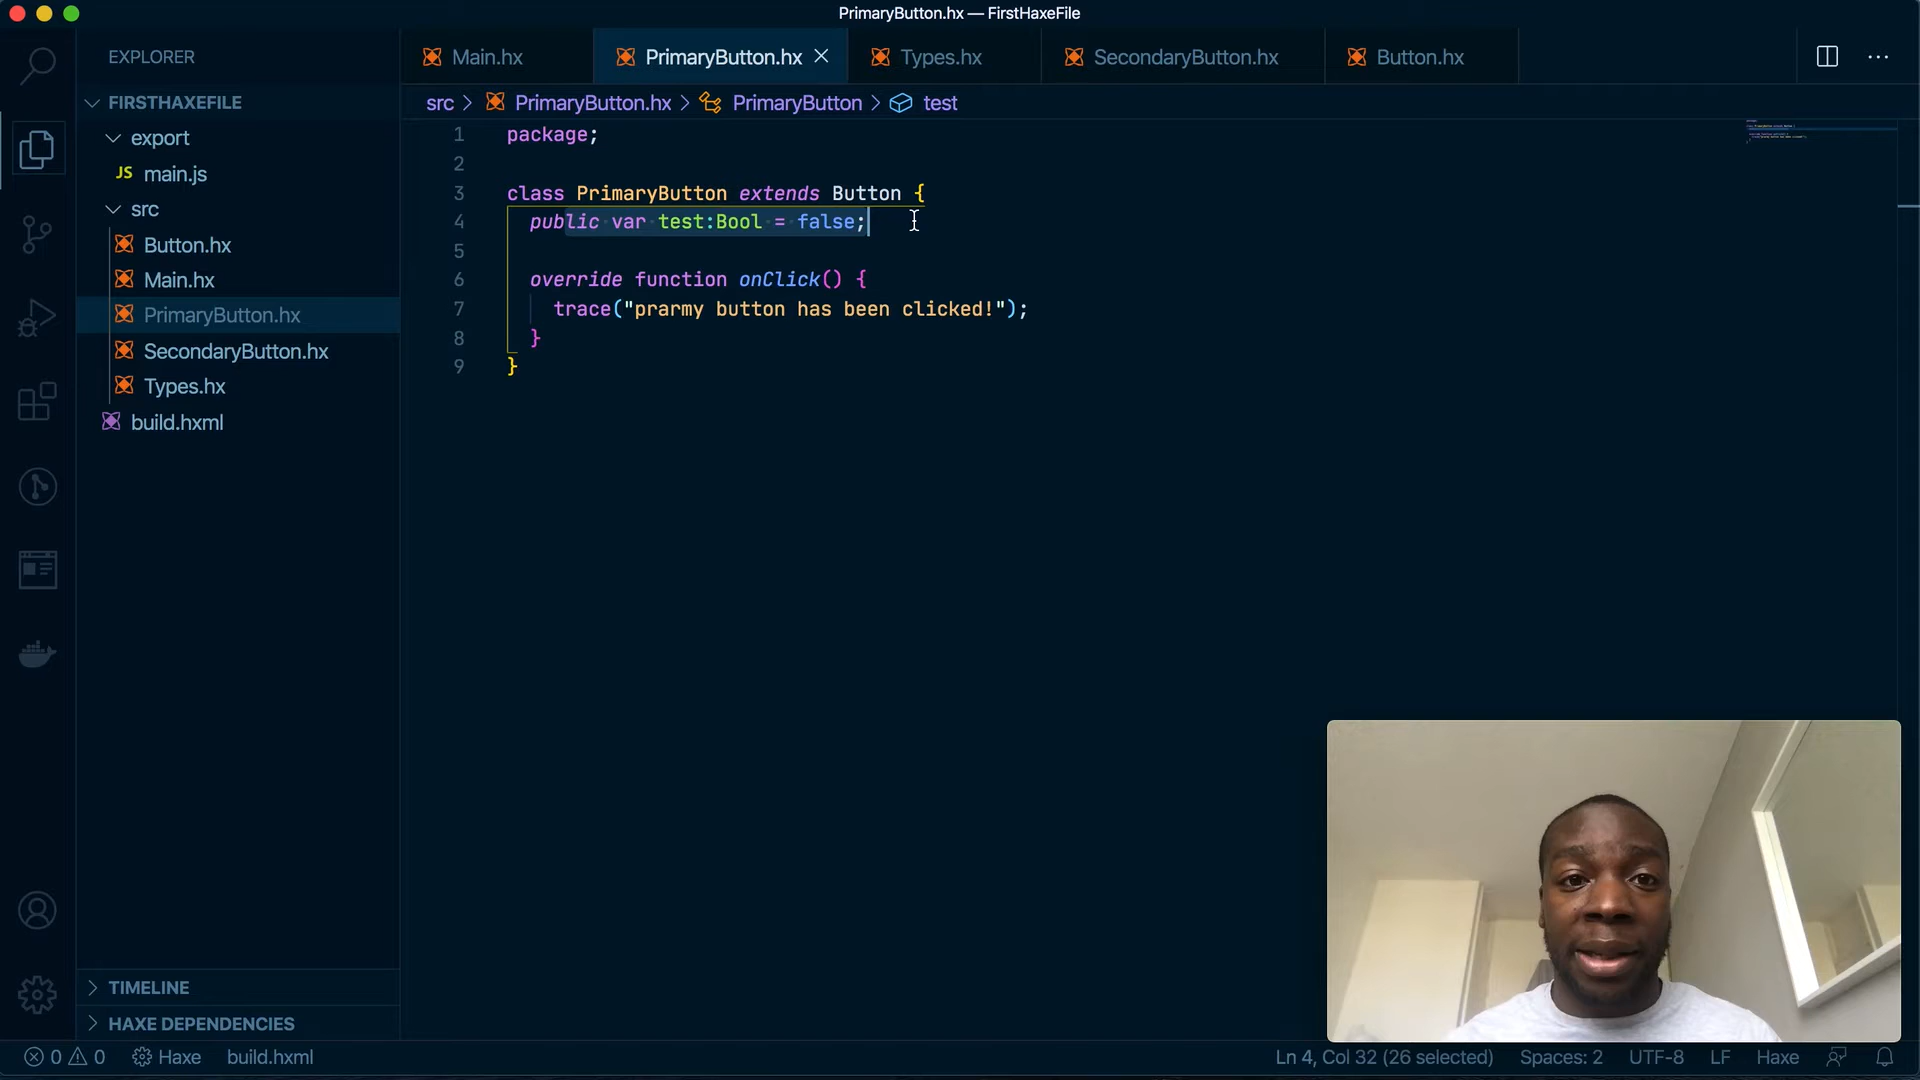 PrimaryButton.hx — FirstHaxeFile
EXPLORER
FIRSTHAXEFILE
export
JS main.js
src
Button.hx
Main.hx
PrimaryButton.hx
SecondaryButton.hx
Types.hx
build.hxml
TIMELINE
HAXE DEPENDENCIES
Main.hx
PrimaryButton.hx
Types.hx
SecondaryButton.hx
Button.hx
src > PrimaryButton.hx > PrimaryButton > test
1 package;
2
3 class PrimaryButton extends Button {
4 public var test:Bool = false;
5
6 override function onClick() {
7 trace("prarmy button has been clicked!");
8 }
9 }
0 0 Haxe build.hxml
Ln 4, Col 32 (26 selected) Spaces: 2 UTF-8 LF Haxe